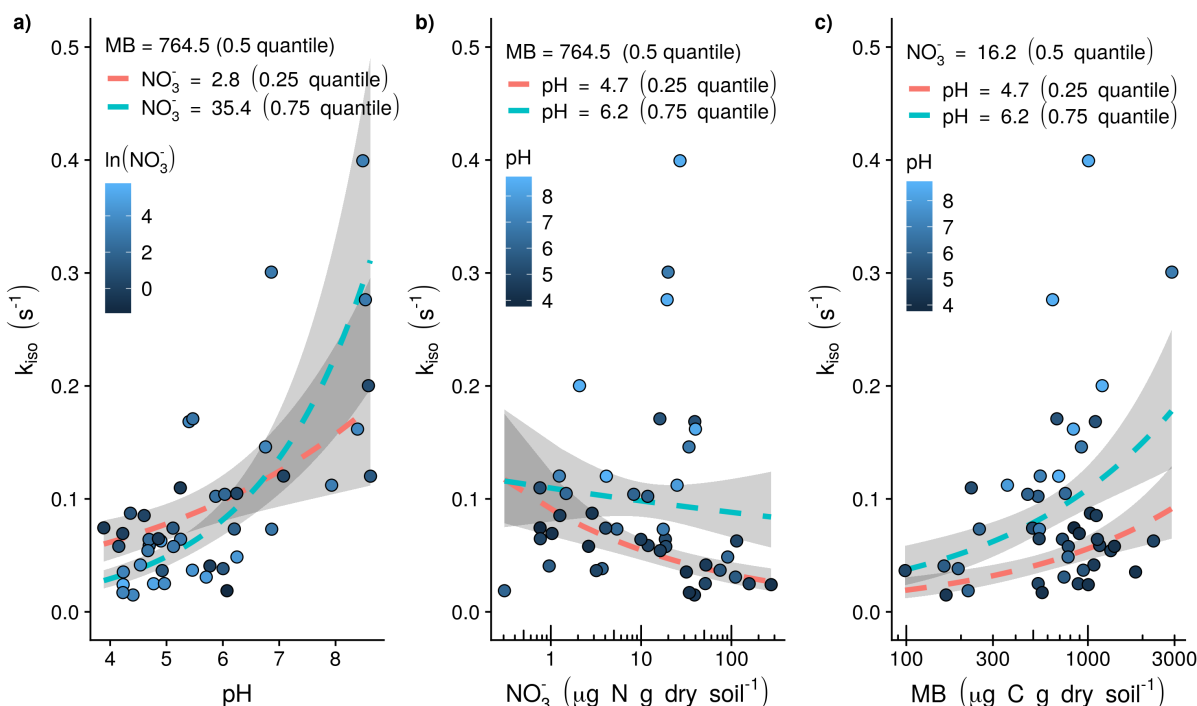 a)
MB = 764.5 (0.5 quantile)
NO₃⁻ = 2.8 (0.25 quantile)
NO₃⁻ = 35.4 (0.75 quantile)
ln(NO₃⁻)
4
2
0
0.5
0.4
0.3
0.2
0.1
0.0
k_iso (s⁻¹)
4 5 6 7 8
pH
b)
MB = 764.5 (0.5 quantile)
pH = 4.7 (0.25 quantile)
pH = 6.2 (0.75 quantile)
pH
8
7
6
5
4
0.5
0.4
0.3
0.2
0.1
0.0
k_iso (s⁻¹)
1 10 100
NO₃⁻ (μg N g dry soil⁻¹)
c)
NO₃⁻ = 16.2 (0.5 quantile)
pH = 4.7 (0.25 quantile)
pH = 6.2 (0.75 quantile)
pH
8
7
6
5
4
0.5
0.4
0.3
0.2
0.1
0.0
k_iso (s⁻¹)
100 300 1000 3000
MB (μg C g dry soil⁻¹)